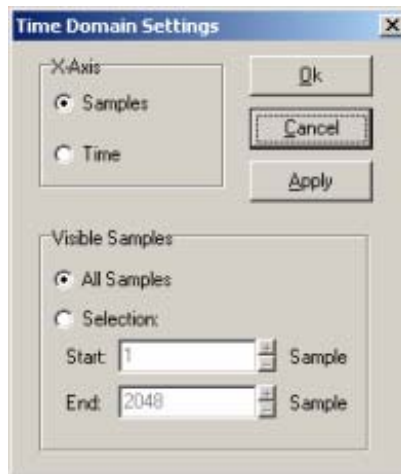 Time Domain Settings
X-Axis
Samples
Time
Ok
Cancel
Apply
Visible Samples
All Samples
Selection:
Start: 1 Sample
End: 2048 Sample